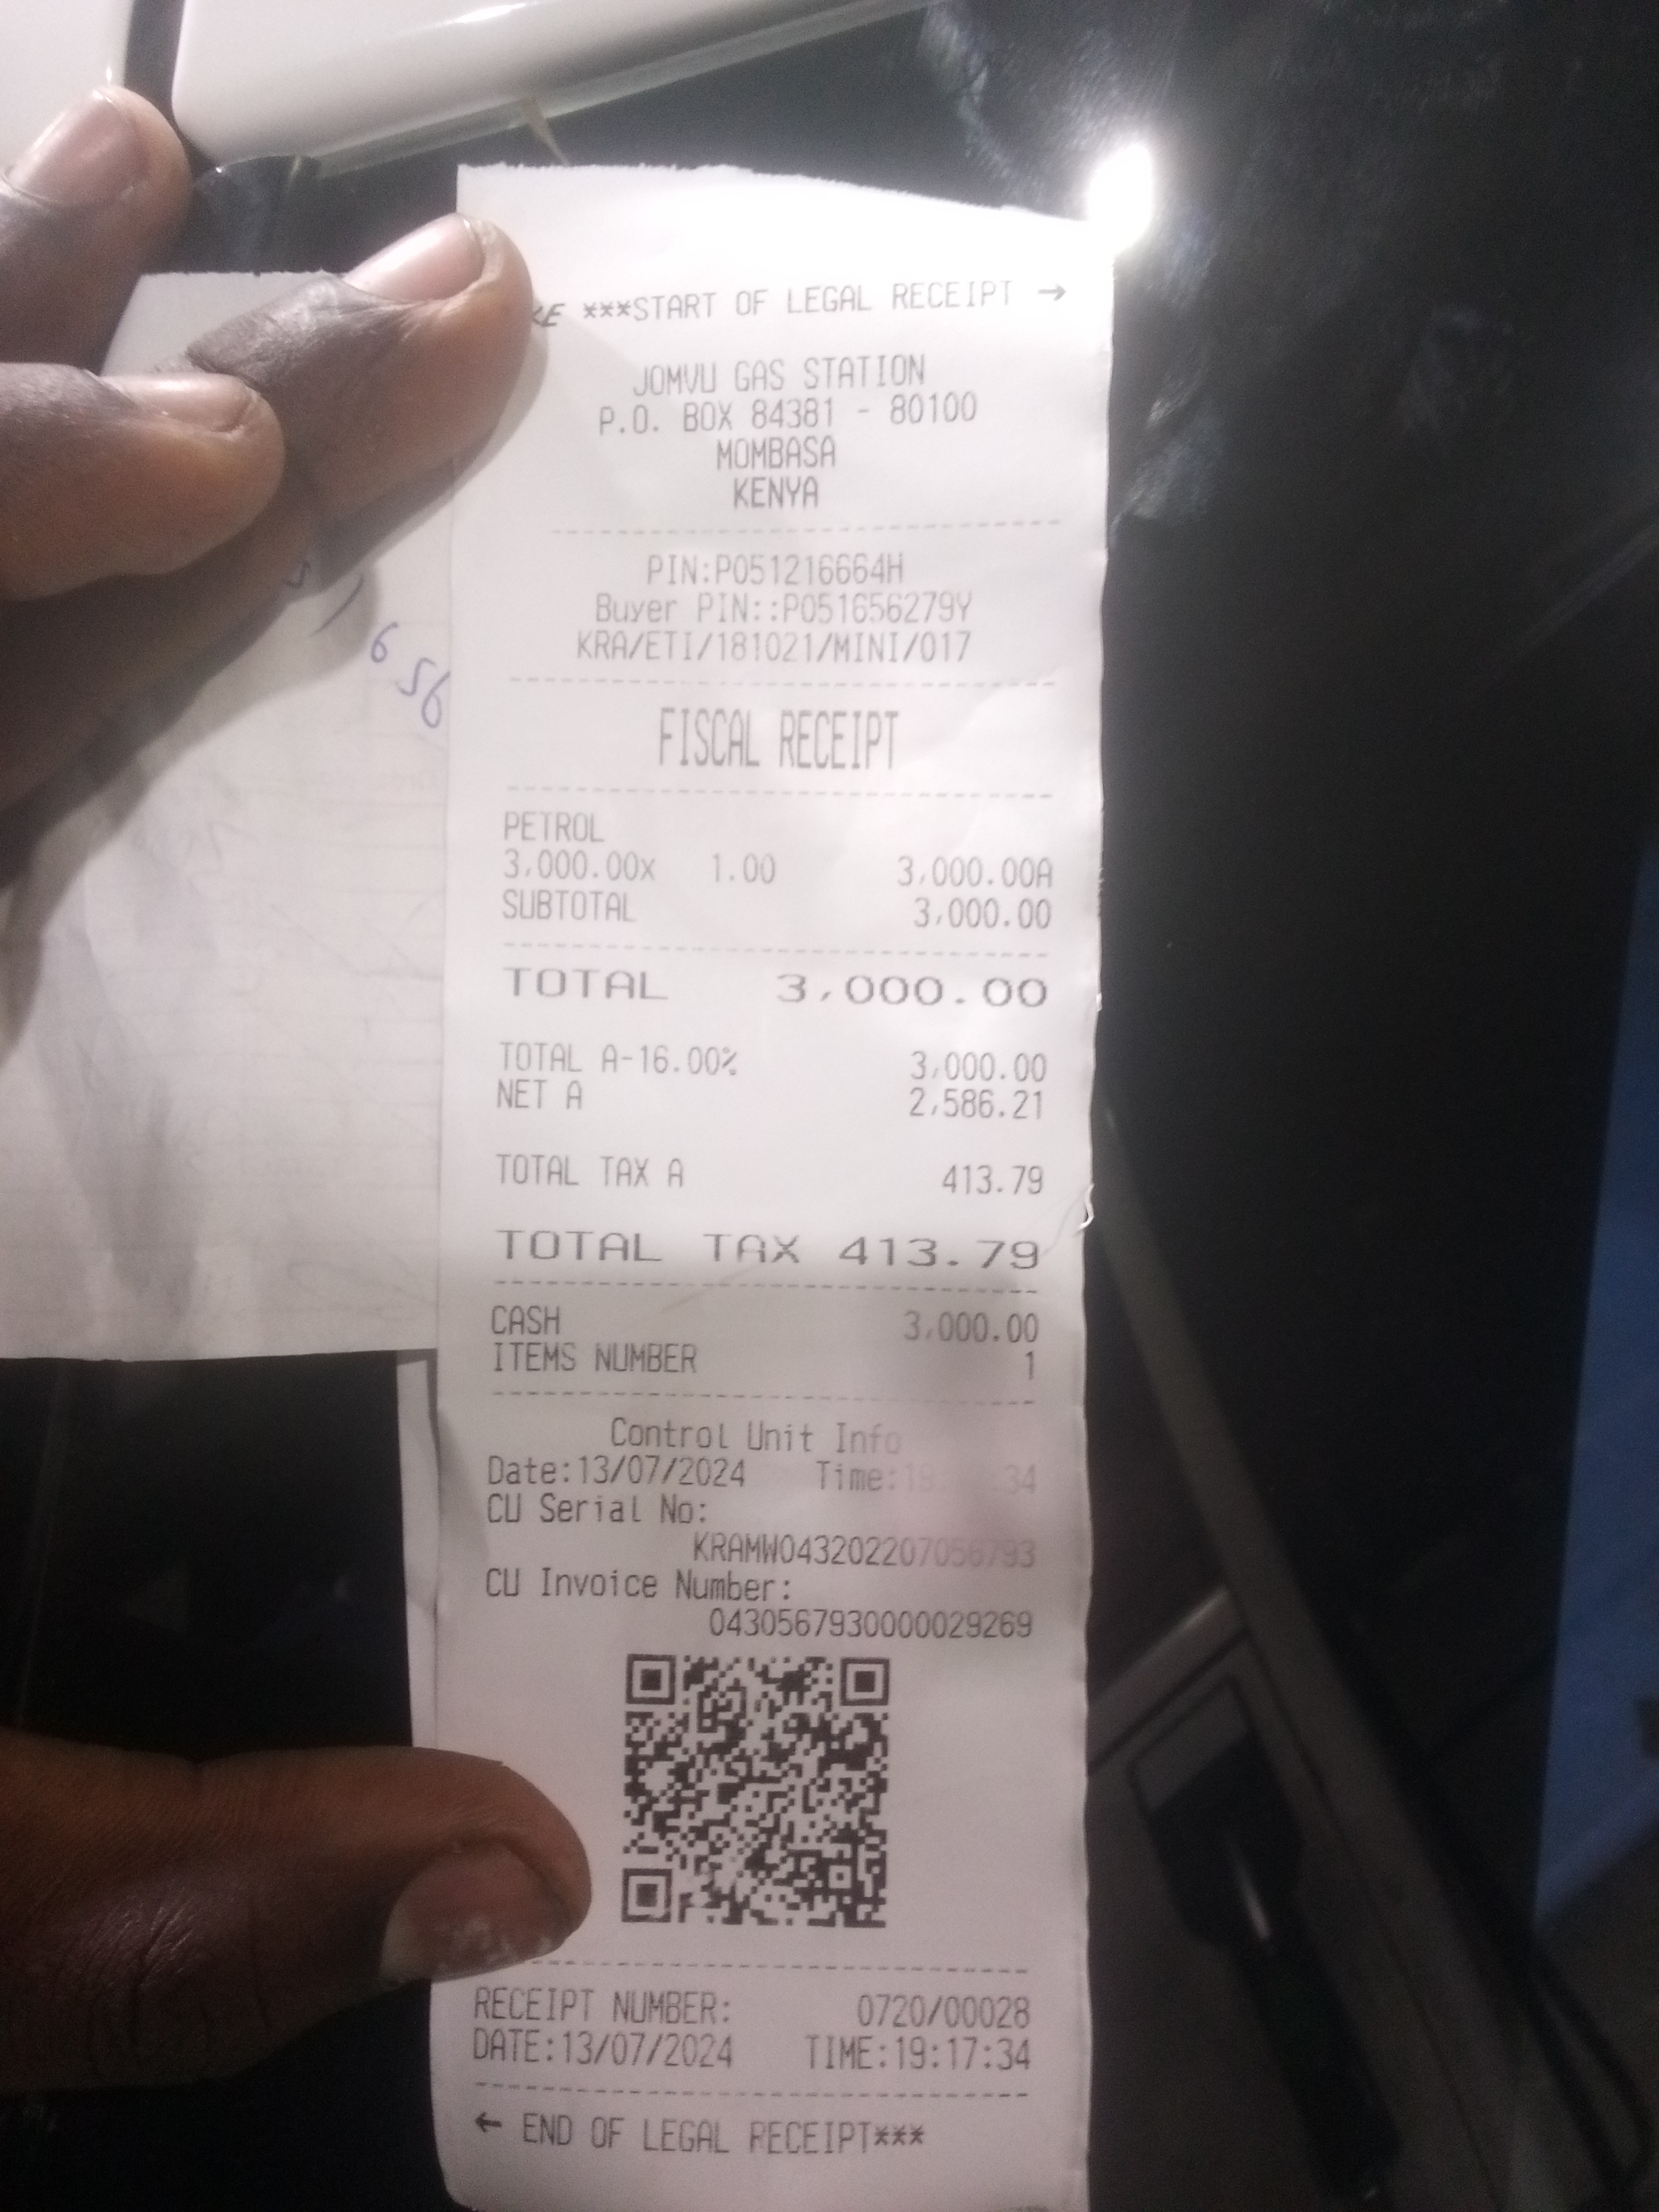 KE ***START OF LEGAL RECEIPT →
JOMVU GAS STATION
P.O. BOX 84381 - 80100
MOMBASA
KENYA
PIN:P051216664H
Buyer PIN::P051656279Y
KRA/ETI/181021/MINI/017
FISCAL RECEIPT
PETROL
3,000.00x 1.00 3,000.00A
SUBTOTAL 3,000.00
TOTAL 3,000.00
TOTAL A-16.00% 3,000.00
NET A 2,586.21
TOTAL TAX A 413.79
TOTAL TAX 413.79
CASH 3,000.00
ITEMS NUMBER 1
Control Unit Info
Date:13/07/2024 Time:
CU Serial No:
KRAMW043202207056793
CU Invoice Number:
0430567930000029269
RECEIPT NUMBER: 0720/00028
DATE:13/07/2024 TIME:19:17:34
← END OF LEGAL RECEIPT***
6 56